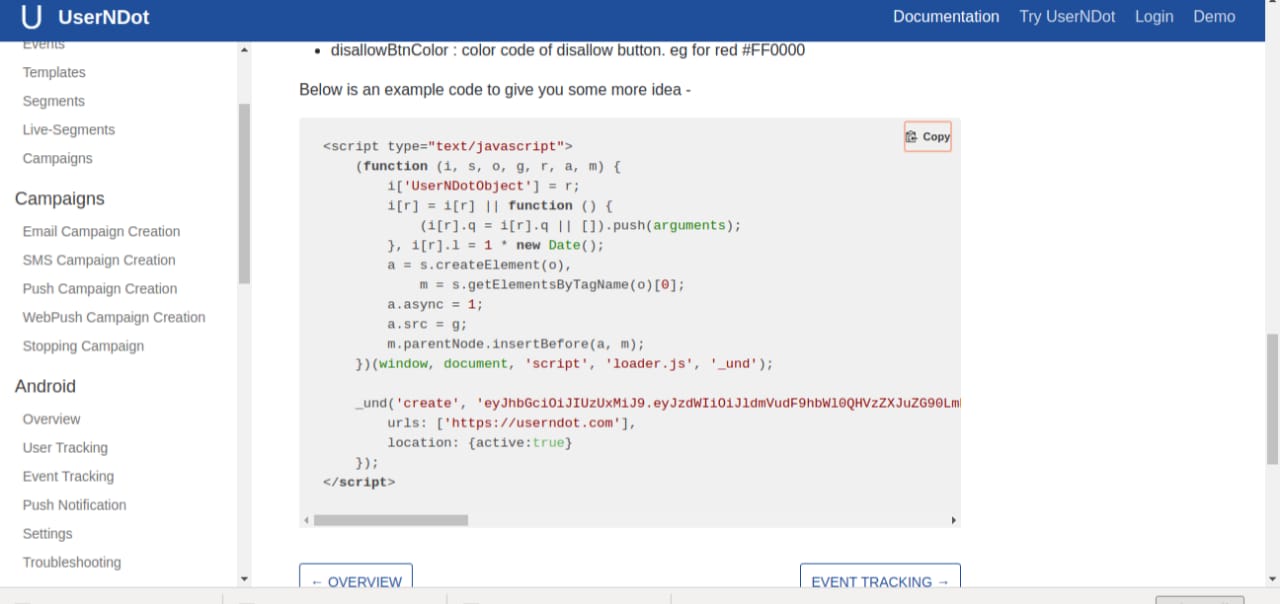 UserNDot
Documentation Try UserNDot Login Demo
Events
Templates
Segments
Live-Segments
Campaigns
Campaigns
Email Campaign Creation
SMS Campaign Creation
Push Campaign Creation
WebPush Campaign Creation
Stopping Campaign
Android
Overview
User Tracking
Event Tracking
Push Notification
Settings
Troubleshooting
• disallowBtnColor : color code of disallow button. eg for red #FF0000
Below is an example code to give you some more idea -
Copy
<script type="text/javascript">
(function (i, s, o, g, r, a, m) {
i['UserNDotObject'] = r;
i[r] = i[r] || function () {
(i[r].q = i[r].q || []).push(arguments);
}, i[r].l = 1 * new Date();
a = s.createElement(o),
m = s.getElementsByTagName(o)[0];
a.async = 1;
a.src = g;
m.parentNode.insertBefore(a, m);
})(window, document, 'script', 'loader.js', '_und');
_und('create', 'eyJhbGciOiJIUzUxMiJ9.eyJzdWIiOiJldmVudF9hbWl0QHVzZXJuZG90Lm
urls: ['https://userndot.com'],
location: {active:true}
});
</script>
← OVERVIEW
EVENT TRACKING →